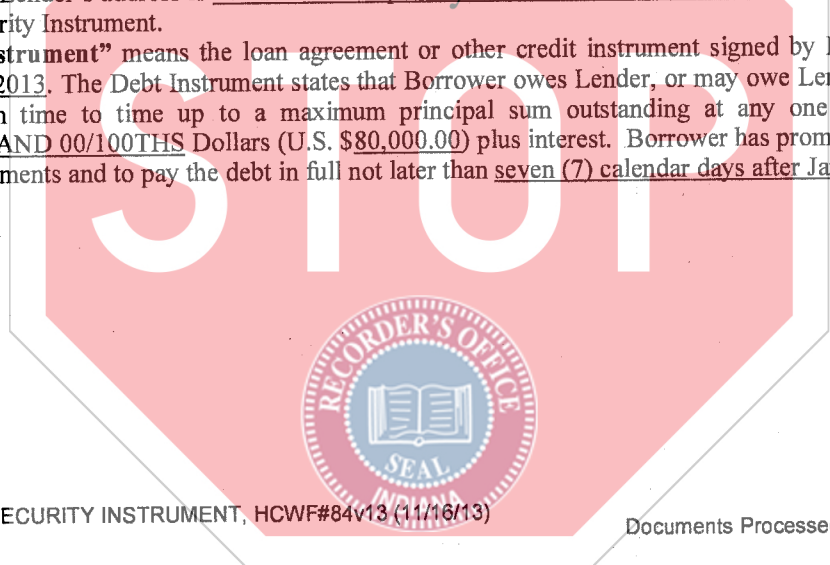 rity Instrument.
strument” means the loan agreement or other credit instrument signed by
2013. The Debt Instrument states that Borrower owes Lender, or may owe Ler
n time to time up to a maximum principal sum outstanding at any one
AND 00/100THS Dollars (U.S. $80,000.00) plus interest. Borrower has prom
ments and to pay the debt in full not later than seven (7) calendar days after Ja
STOP
RECORDER'S OFFICE
SEAL
INDIANA
ECURITY INSTRUMENT, HCWF#84v13 (11/16/13)
Documents Processe